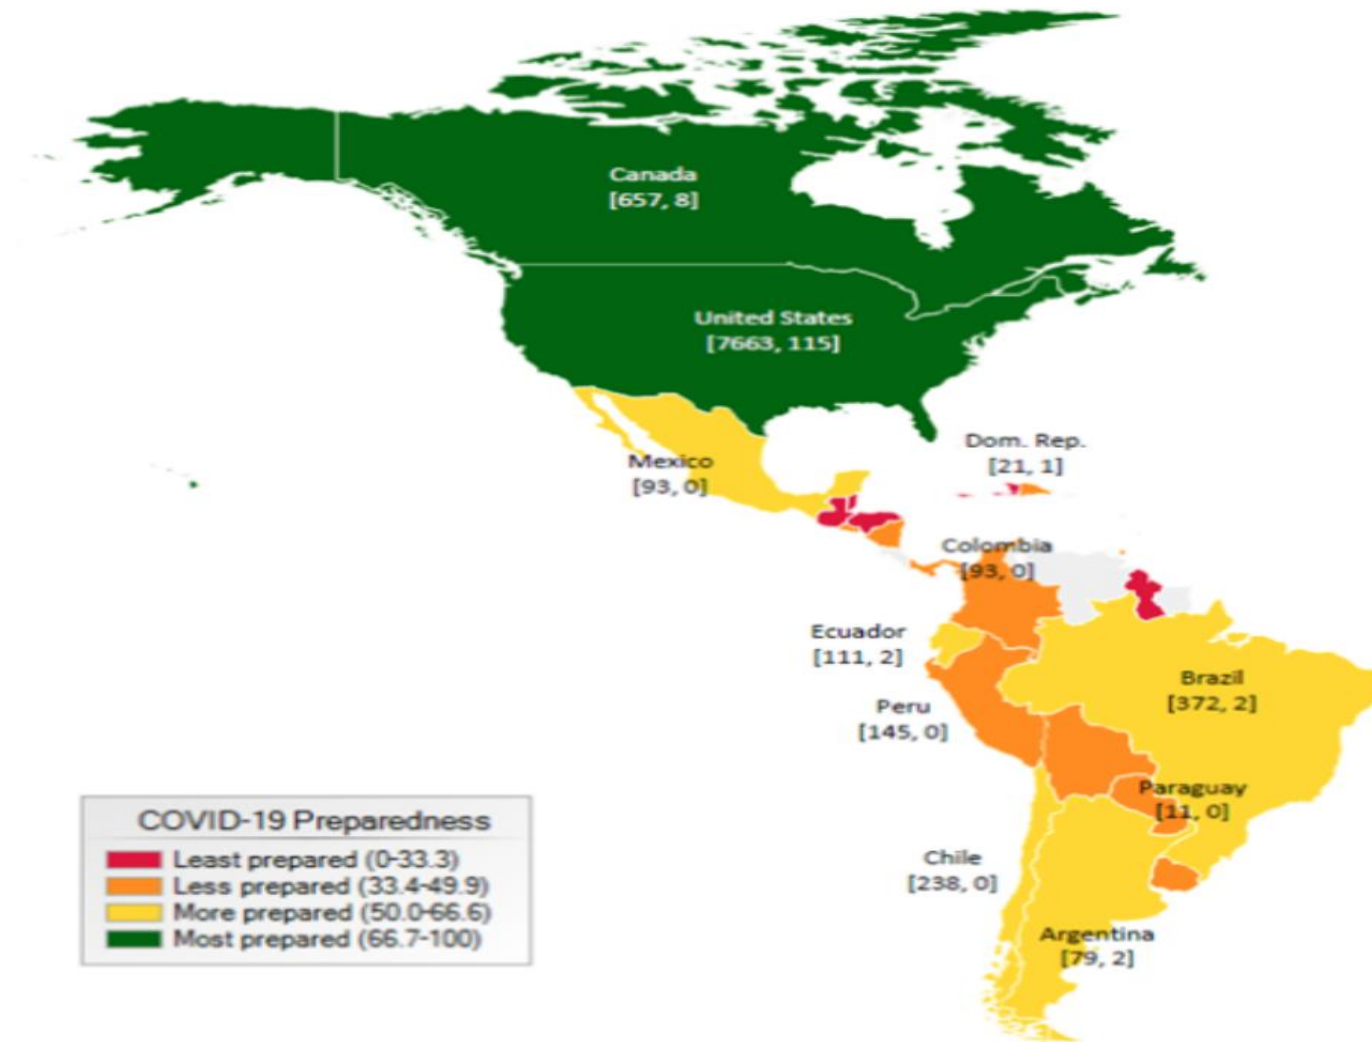 Canada
[657, 8]
United States
[7663, 115]
Dom. Rep.
[21, 1]
Mexico
[93, 0]
Colombia
[93, 0]
Ecuador
[111, 2]
Brazil
[372, 2]
Peru
[145, 0]
Paraguay
[11, 0]
Chile
[238, 0]
Argentina
[79, 2]
COVID-19 Preparedness
Least prepared (0-33.3)
Less prepared (33.4-49.9)
More prepared (50.0-66.6)
Most prepared (66.7-100)